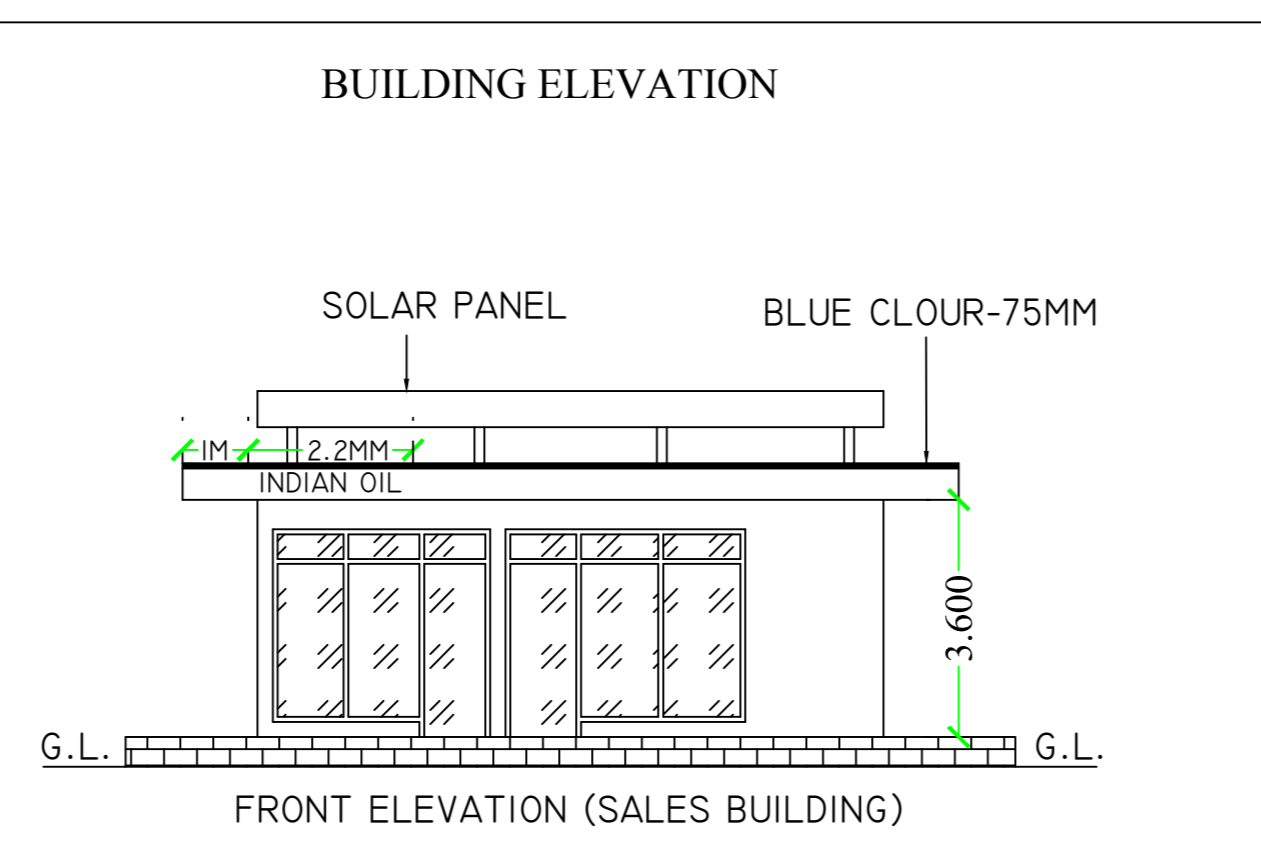 BUILDING ELEVATION
SOLAR PANEL
BLUE CLOUR-75MM
1M
2.2MM
INDIAN OIL
3.600
G.L.
G.L.
FRONT ELEVATION (SALES BUILDING)